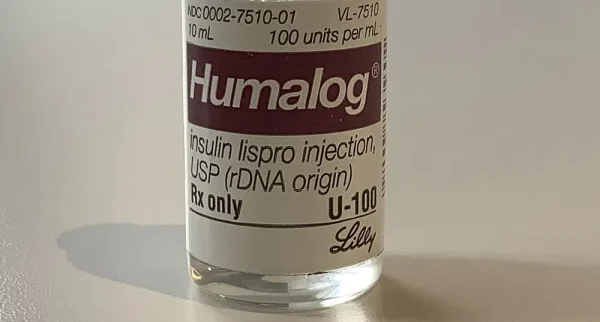 NDC 0002-7510-01 VL-7510
10 mL 100 units per mL
Humalog®
insulin lispro injection,
USP (rDNA origin)
Rx only U-100
Lilly